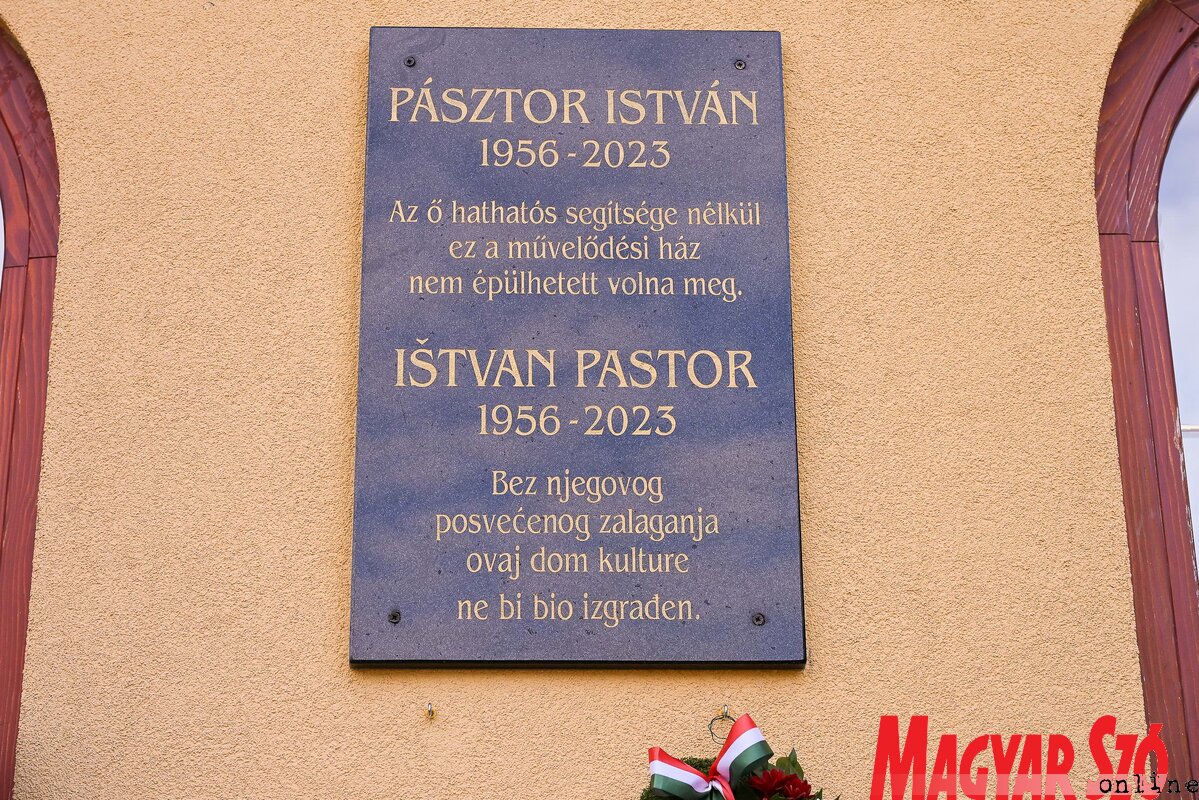 PÁSZTOR ISTVÁN
1956 - 2023
Az ő hathatós segítsége nélkül
ez a művelődési ház
nem épülhetett volna meg.
IŠTVAN PASTOR
1956 - 2023
Bez njegovog
posvećenog zalaganja
ovaj dom kulture
ne bi bio izgrađen.
MAGYAR SZÓ
online